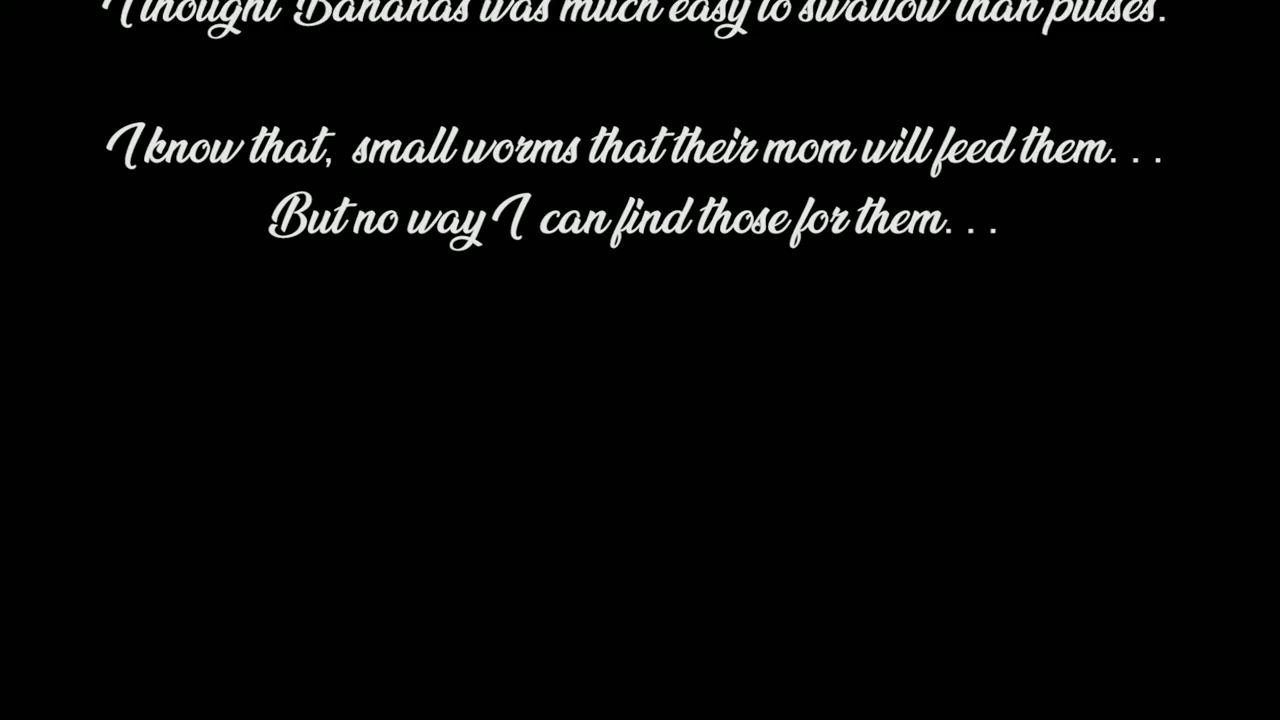 I thought Bananas was much easy to swallow than pulses.
I know that, small worms that their mom will feed them. . .
But no way I can find those for them. . .